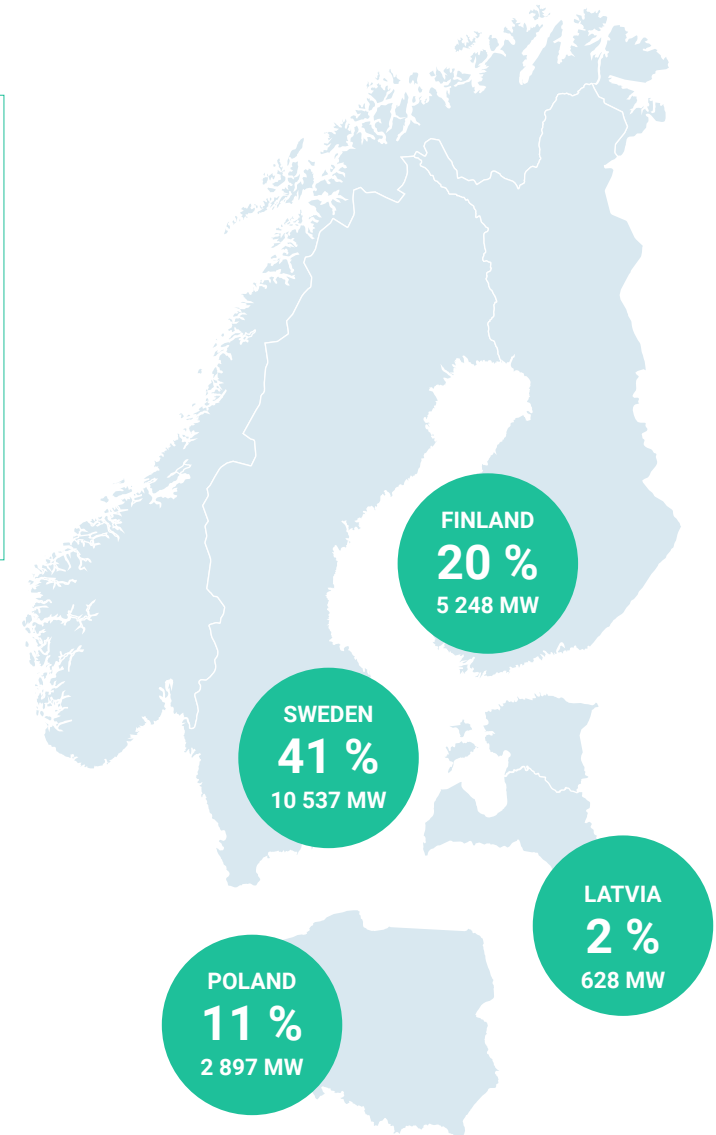 FINLAND
20 %
5 248 MW
SWEDEN
41 %
10 537 MW
LATVIA
2 %
628 MW
POLAND
11 %
2 897 MW